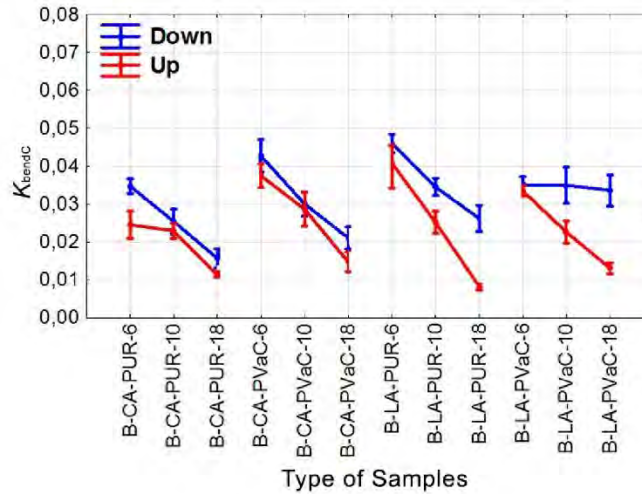 0,08
0,07
0,06
0,05
0,04
0,03
0,02
0,01
0,00
KbendC
Down
Up
B-CA-PUR-6
B-CA-PUR-10
B-CA-PUR-18
B-CA-PVaC-6
B-CA-PVaC-10
B-CA-PVaC-18
B-LA-PUR-6
B-LA-PUR-10
B-LA-PUR-18
B-LA-PVaC-6
B-LA-PVaC-10
B-LA-PVaC-18
Type of Samples